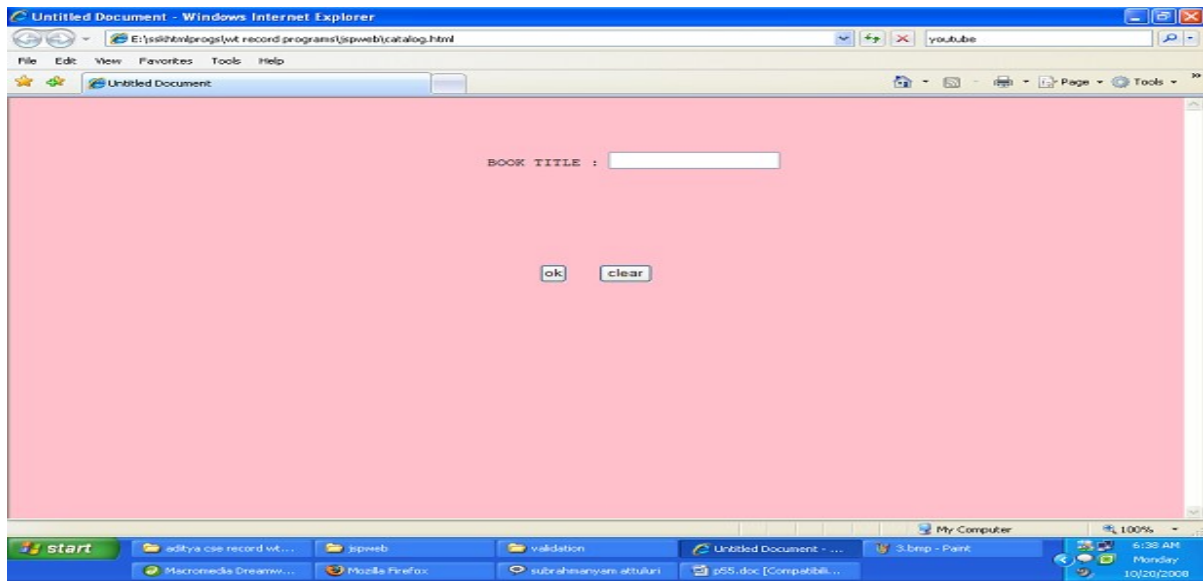 Untitled Document - Windows Internet Explorer
E:\ssk\htmlprogs\wt record programs\jspweb\catalog.html youtube
File Edit View Favorites Tools Help
Untitled Document Page Tools
BOOK TITLE :
ok clear
My Computer 100%
start aditya cse record wt... jspweb validation Untitled Document - ... 3.bmp - Paint 6:38 AM
Monday
Macromedia Dreamw... Mozilla Firefox subrahmanyam attuluri p55.doc [Compatibili... 10/20/2008